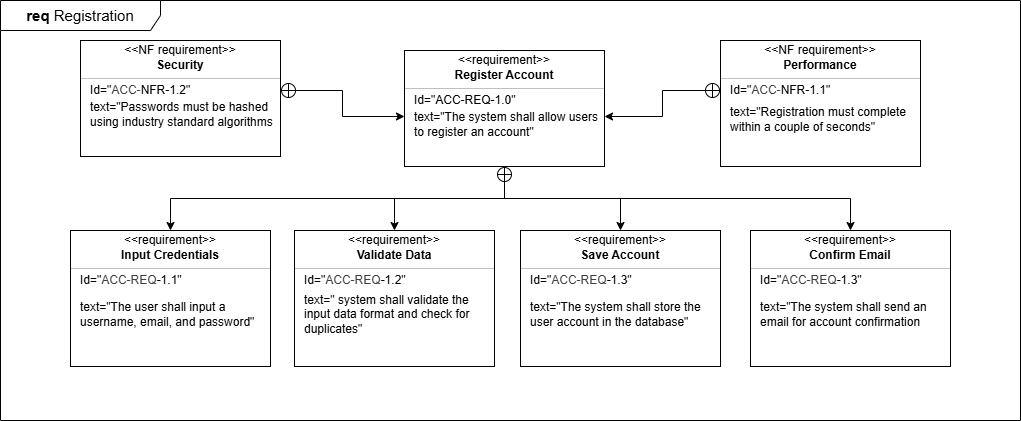 req Registration
<<NF requirement>>
Security
Id="ACC-NFR-1.2"
text="Passwords must be hashed
using industry standard algorithms
<<requirement>>
Register Account
Id="ACC-REQ-1.0"
text="The system shall allow users
to register an account"
<<NF requirement>>
Performance
Id="ACC-NFR-1.1"
text="Registration must complete
within a couple of seconds"
<<requirement>>
Input Credentials
Id="ACC-REQ-1.1"
text="The user shall input a
username, email, and password"
<<requirement>>
Validate Data
Id="ACC-REQ-1.2"
text=" system shall validate the
input data format and check for
duplicates"
<<requirement>>
Save Account
Id="ACC-REQ-1.3"
text="The system shall store the
user account in the database"
<<requirement>>
Confirm Email
Id="ACC-REQ-1.3"
text="The system shall send an
email for account confirmation